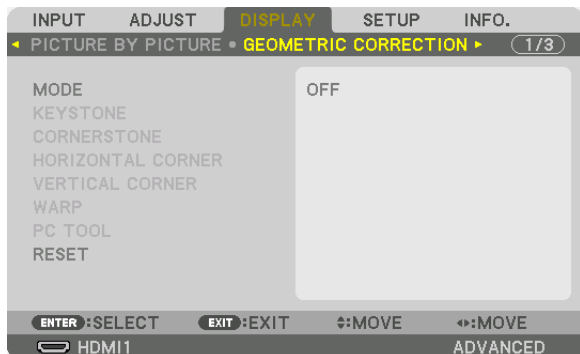 INPUT ADJUST DISPLAY SETUP INFO.
◂ PICTURE BY PICTURE • GEOMETRIC CORRECTION ▸ 1/3
MODE OFF
KEYSTONE
CORNERSTONE
HORIZONTAL CORNER
VERTICAL CORNER
WARP
PC TOOL
RESET
ENTER :SELECT EXIT :EXIT :MOVE :MOVE
HDMI1 ADVANCED